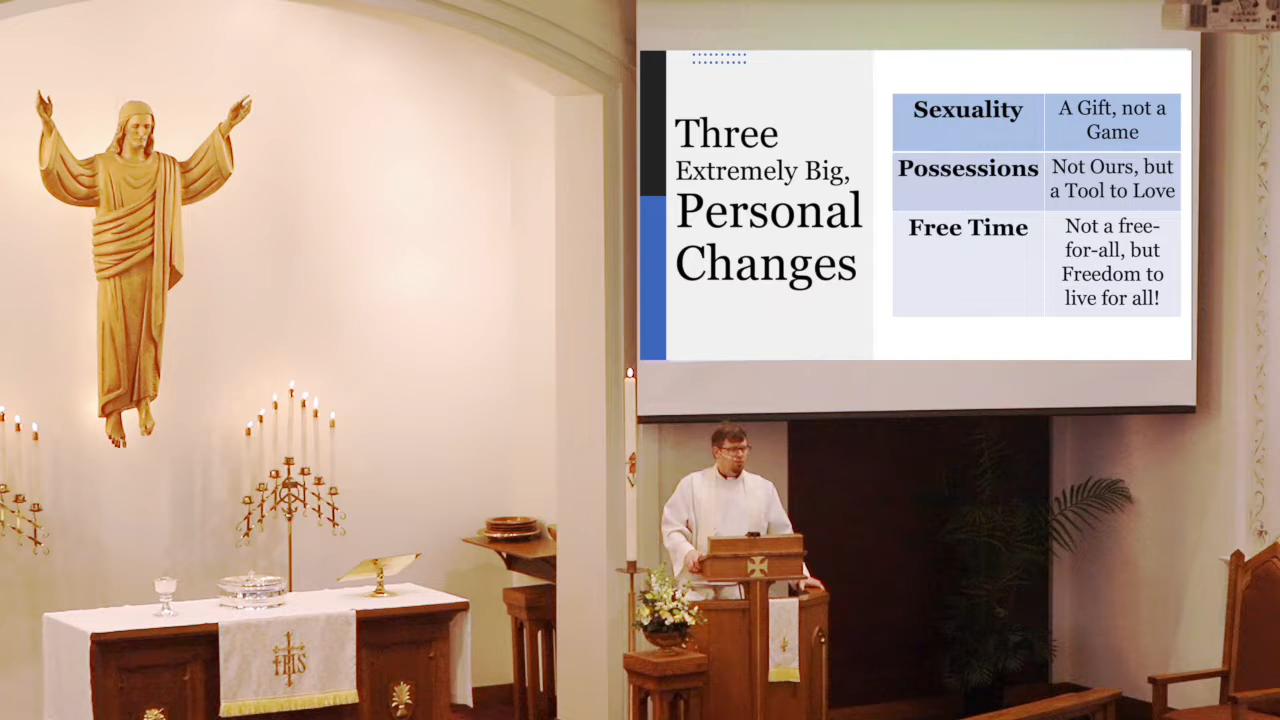 Three
Extremely Big,
Personal
Changes
Sexuality
A Gift, not a
Game
Possessions
Not Ours, but
a Tool to Love
Free Time
Not a free-
for-all, but
Freedom to
live for all!
IHS